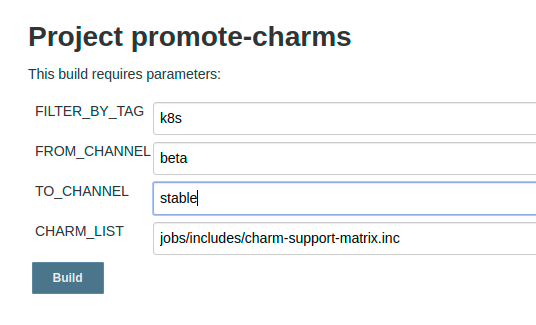 Project promote-charms
This build requires parameters:
FILTER_BY_TAG k8s
FROM_CHANNEL beta
TO_CHANNEL stable
CHARM_LIST jobs/includes/charm-support-matrix.inc
Build